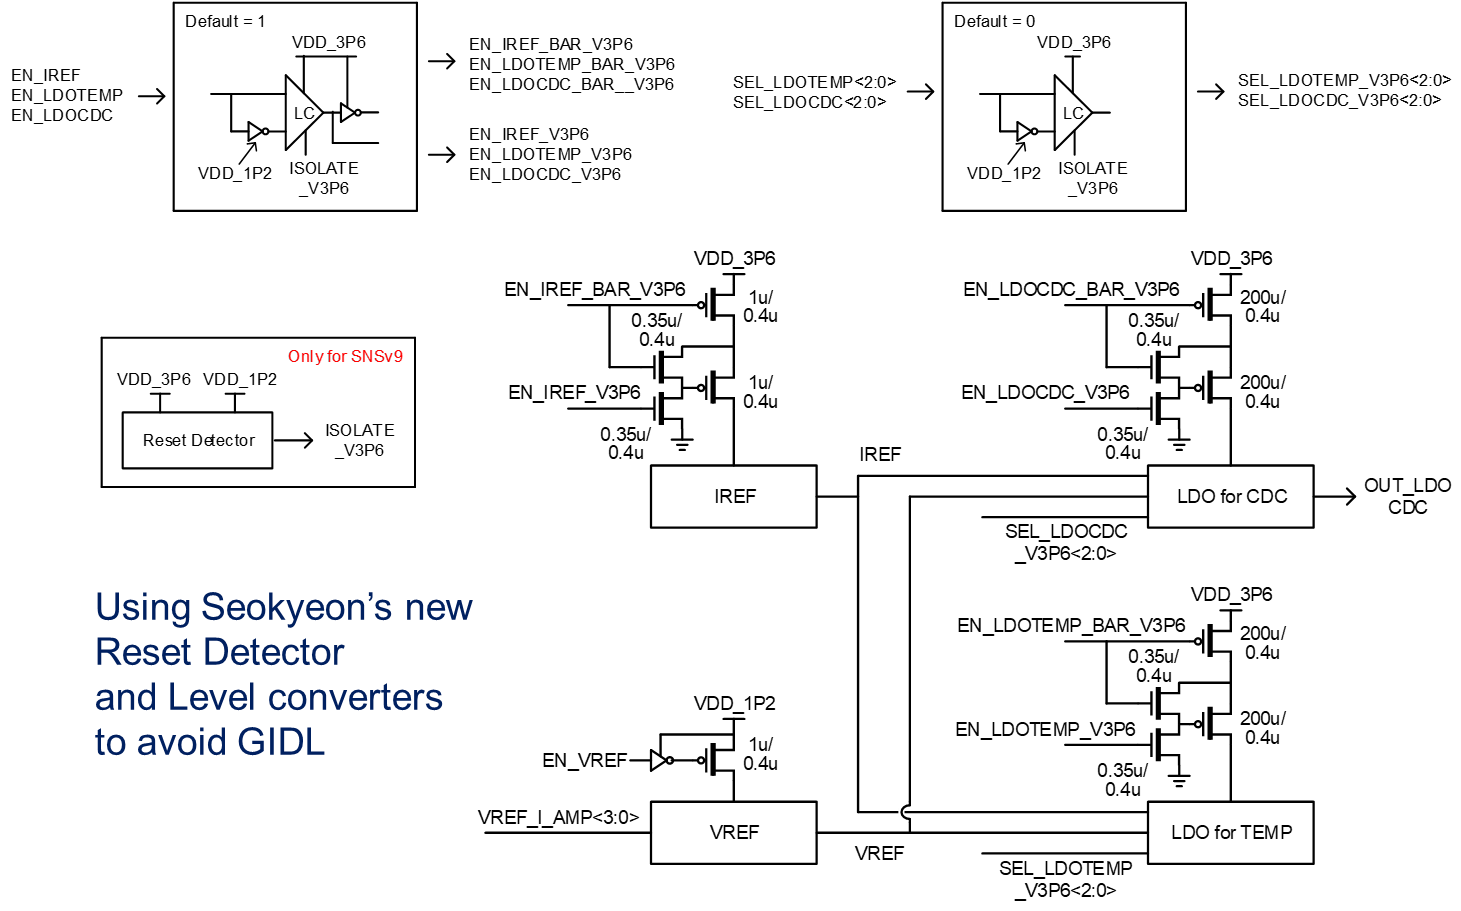 Default = 1
VDD_3P6
EN_IREF
EN_LDOTEMP
EN_LDOCDC
LC
VDD_1P2
ISOLATE
_V3P6
EN_IREF_BAR_V3P6
EN_LDOTEMP_BAR_V3P6
EN_LDOCDC_BAR__V3P6
EN_IREF_V3P6
EN_LDOTEMP_V3P6
EN_LDOCDC_V3P6
Default = 0
VDD_3P6
SEL_LDOTEMP<2:0>
SEL_LDOCDC<2:0>
LC
VDD_1P2
ISOLATE
_V3P6
SEL_LDOTEMP_V3P6<2:0>
SEL_LDOCDC_V3P6<2:0>
Only for SNSv9
VDD_3P6
VDD_1P2
Reset Detector
ISOLATE
_V3P6
VDD_3P6
EN_IREF_BAR_V3P6
1u/
0.4u
0.35u/
0.4u
EN_IREF_V3P6
1u/
0.4u
0.35u/
0.4u
IREF
IREF
VDD_3P6
EN_LDOCDC_BAR_V3P6
200u/
0.4u
0.35u/
0.4u
EN_LDOCDC_V3P6
200u/
0.4u
0.35u/
0.4u
LDO for CDC
OUT_LDO
CDC
SEL_LDOCDC
_V3P6<2:0>
Using Seokyeon's new
Reset Detector
and Level converters
to avoid GIDL
VDD_1P2
EN_VREF
1u/
0.4u
VREF_I_AMP<3:0>
VREF
VREF
VDD_3P6
EN_LDOTEMP_BAR_V3P6
200u/
0.4u
0.35u/
0.4u
EN_LDOTEMP_V3P6
200u/
0.4u
0.35u/
0.4u
LDO for TEMP
SEL_LDOTEMP
_V3P6<2:0>